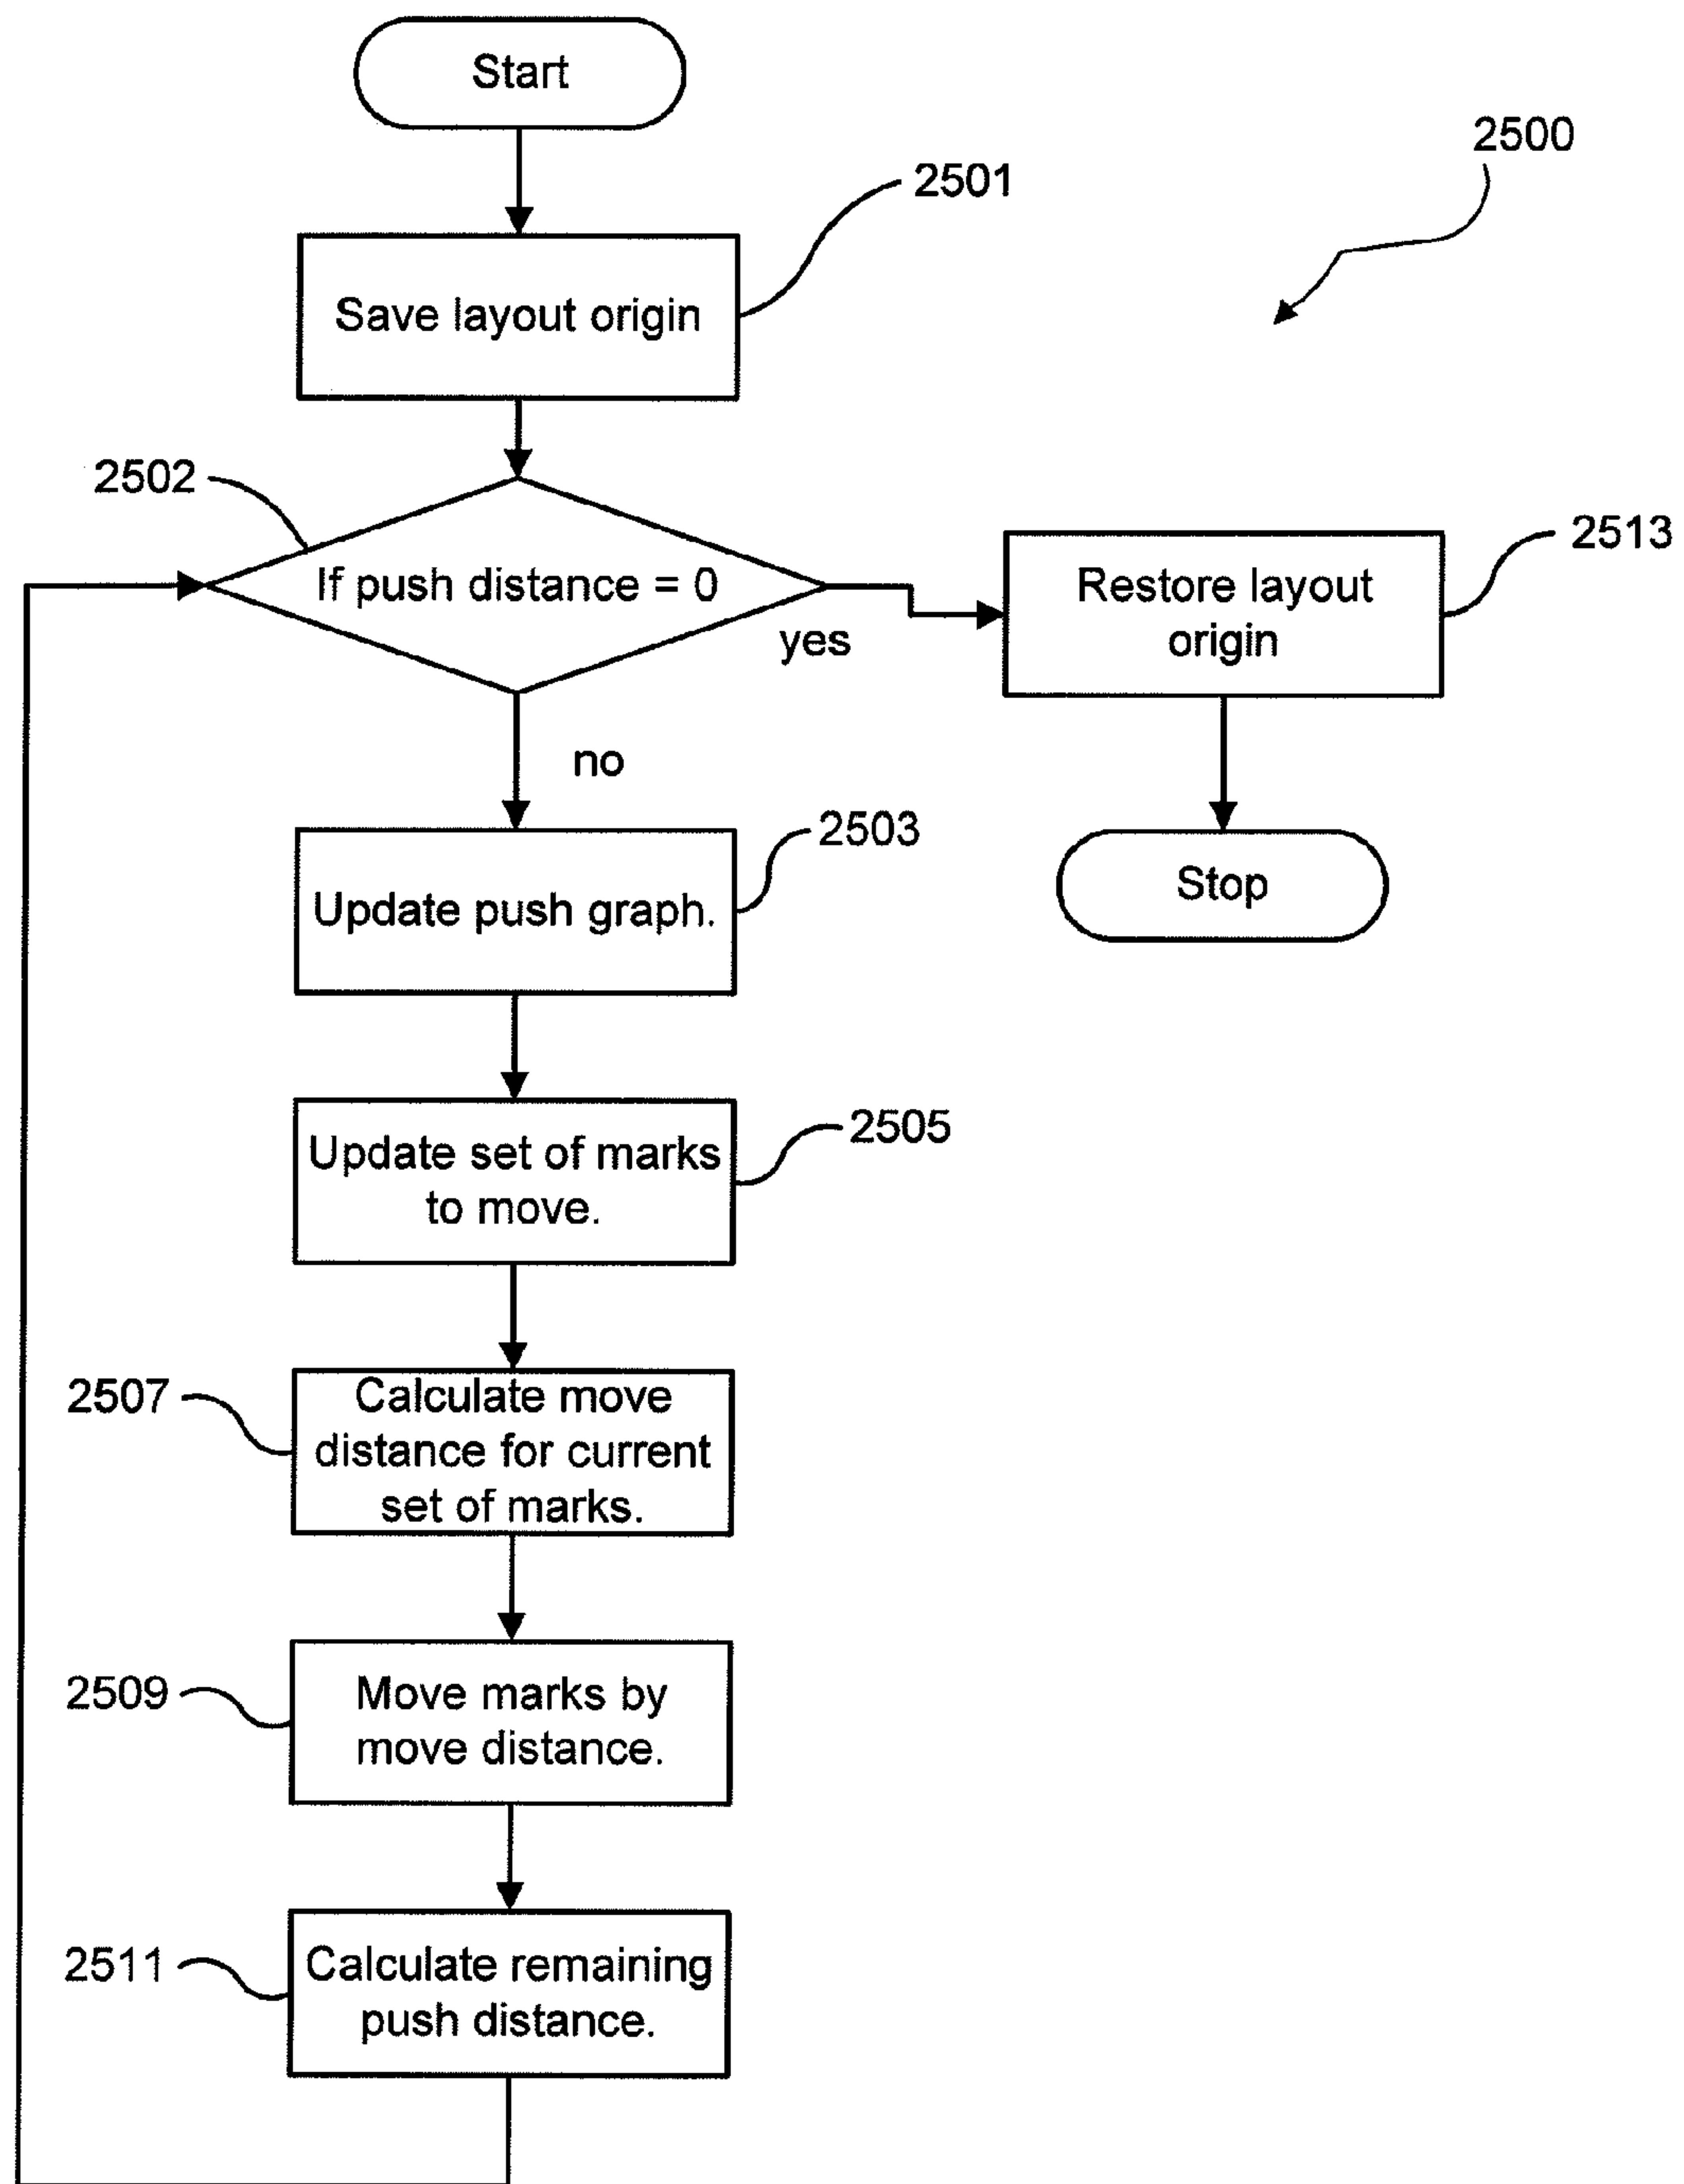 Start
2500
2501
Save layout origin
2502
If push distance = 0
yes
no
2513
Restore layout
origin
Stop
2503
Update push graph.
2505
Update set of marks
to move.
2507
Calculate move
distance for current
set of marks.
2509
Move marks by
move distance.
2511
Calculate remaining
push distance.